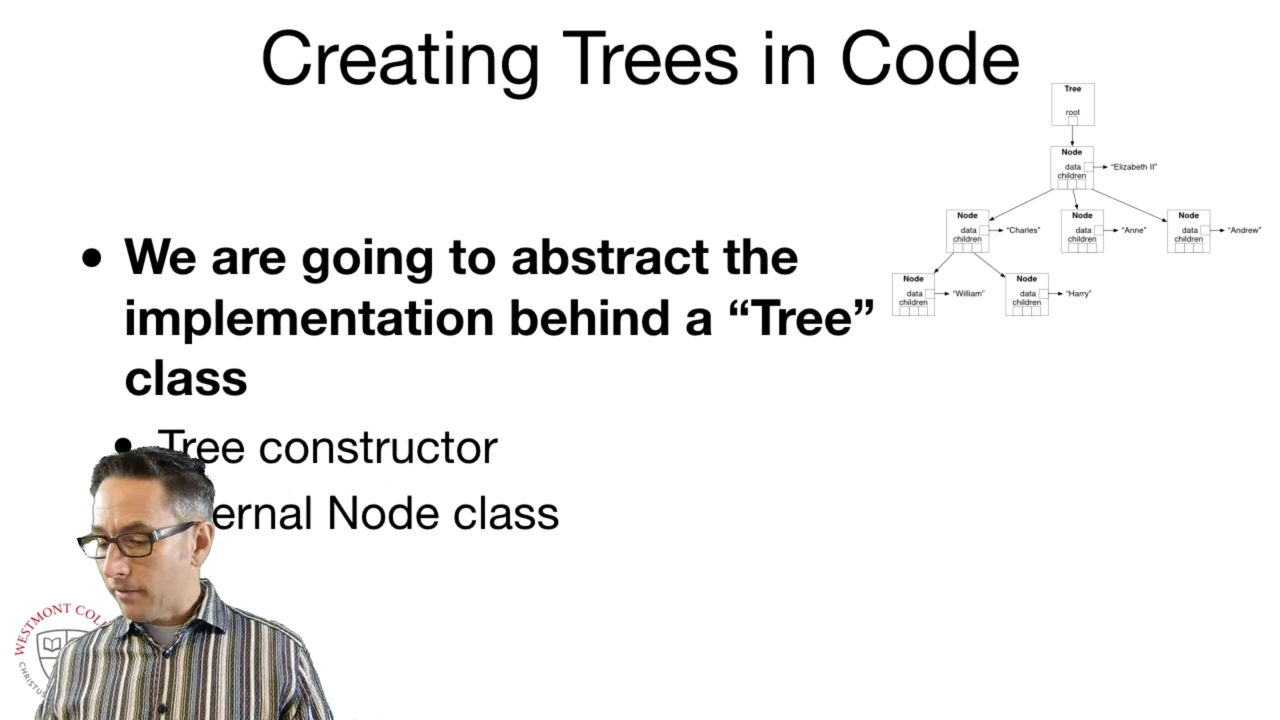 Creating Trees in Code
• We are going to abstract the
implementation behind a “Tree”
class
• Tree constructor
ernal Node class
Tree
root
Node
data
“Elizabeth II”
children
Node
data
“Charles”
children
Node
data
“Anne”
children
Node
data
“Andrew”
children
Node
data
“William”
children
Node
data
“Harry”
children
WESTMONT